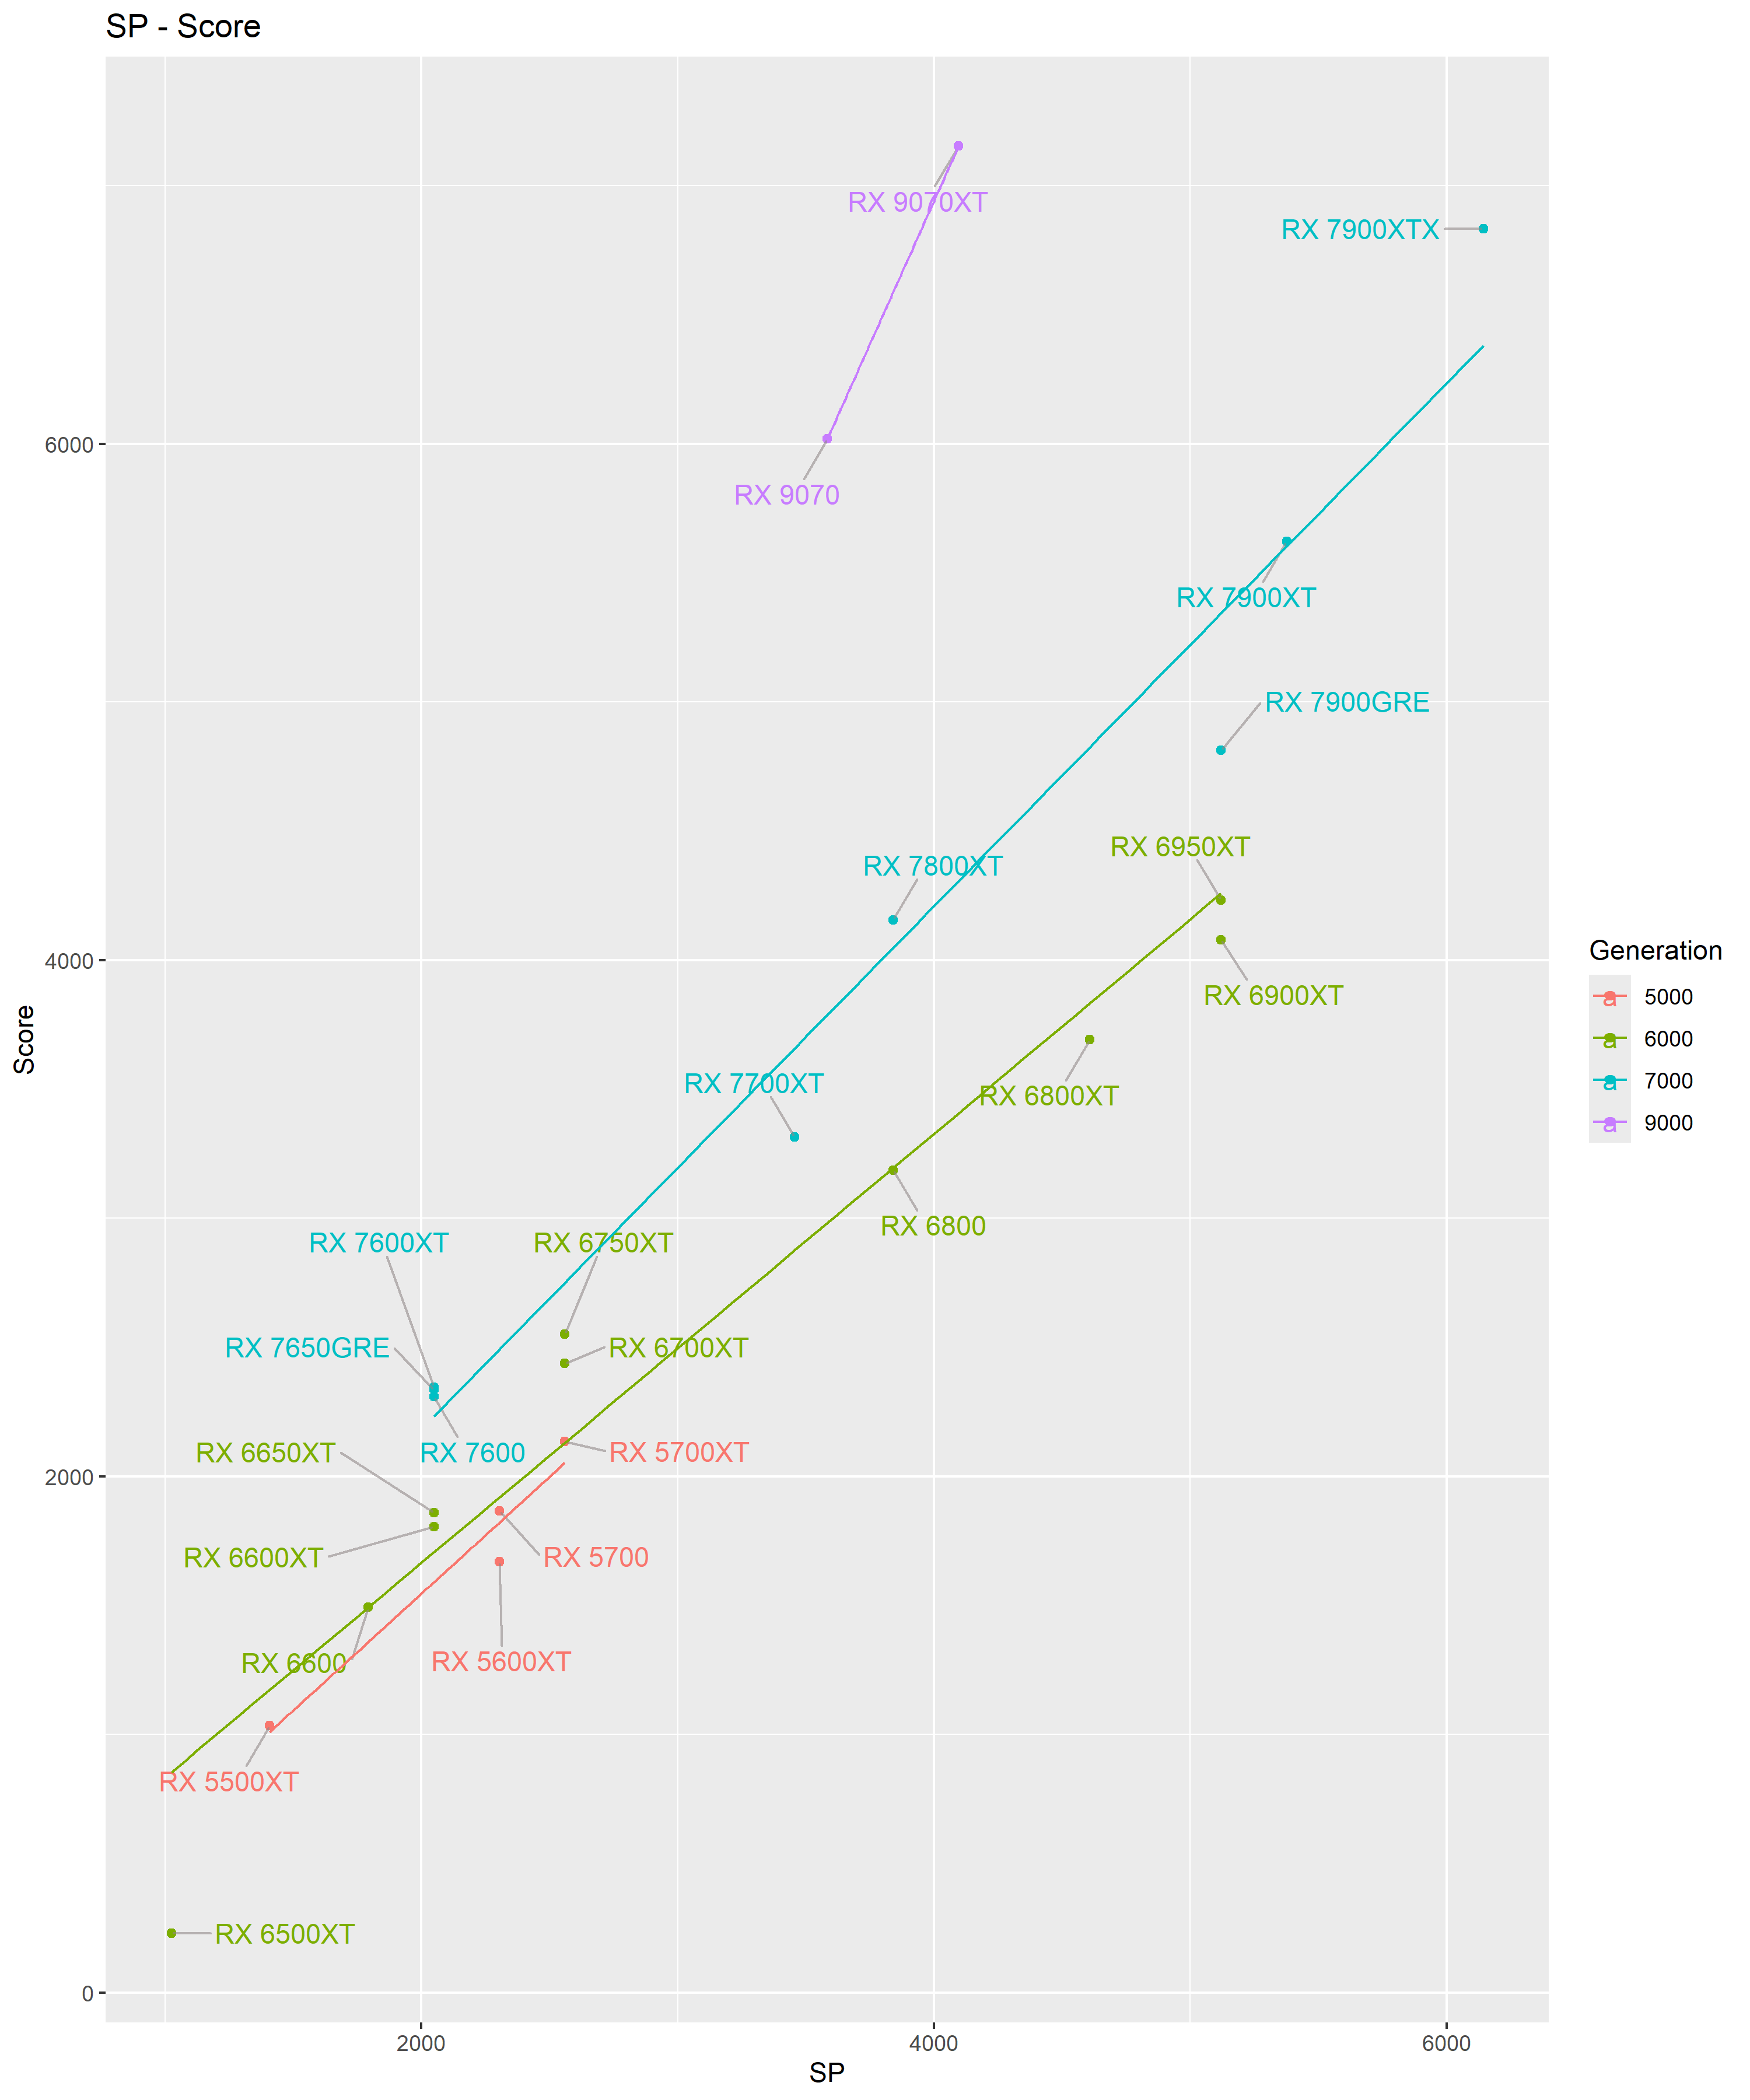 SP - Score
RX 9070XT
RX 7900XTX
6000
RX 9070
RX 7900XT
RX 7900GRE
RX 6950XT
RX 7800XT
4000
RX 6900XT
Score
Generation
5000
6000
7000
9000
a
a
a
a
RX 7700XT
RX 6800XT
RX 6800
RX 7600XT
RX 6750XT
RX 7650GRE
RX 6700XT
RX 6650XT
RX 7600
RX 5700XT
2000
RX 6600XT
RX 5700
RX 6600
RX 5600XT
RX 5500XT
RX 6500XT
0
2000
4000
6000
SP